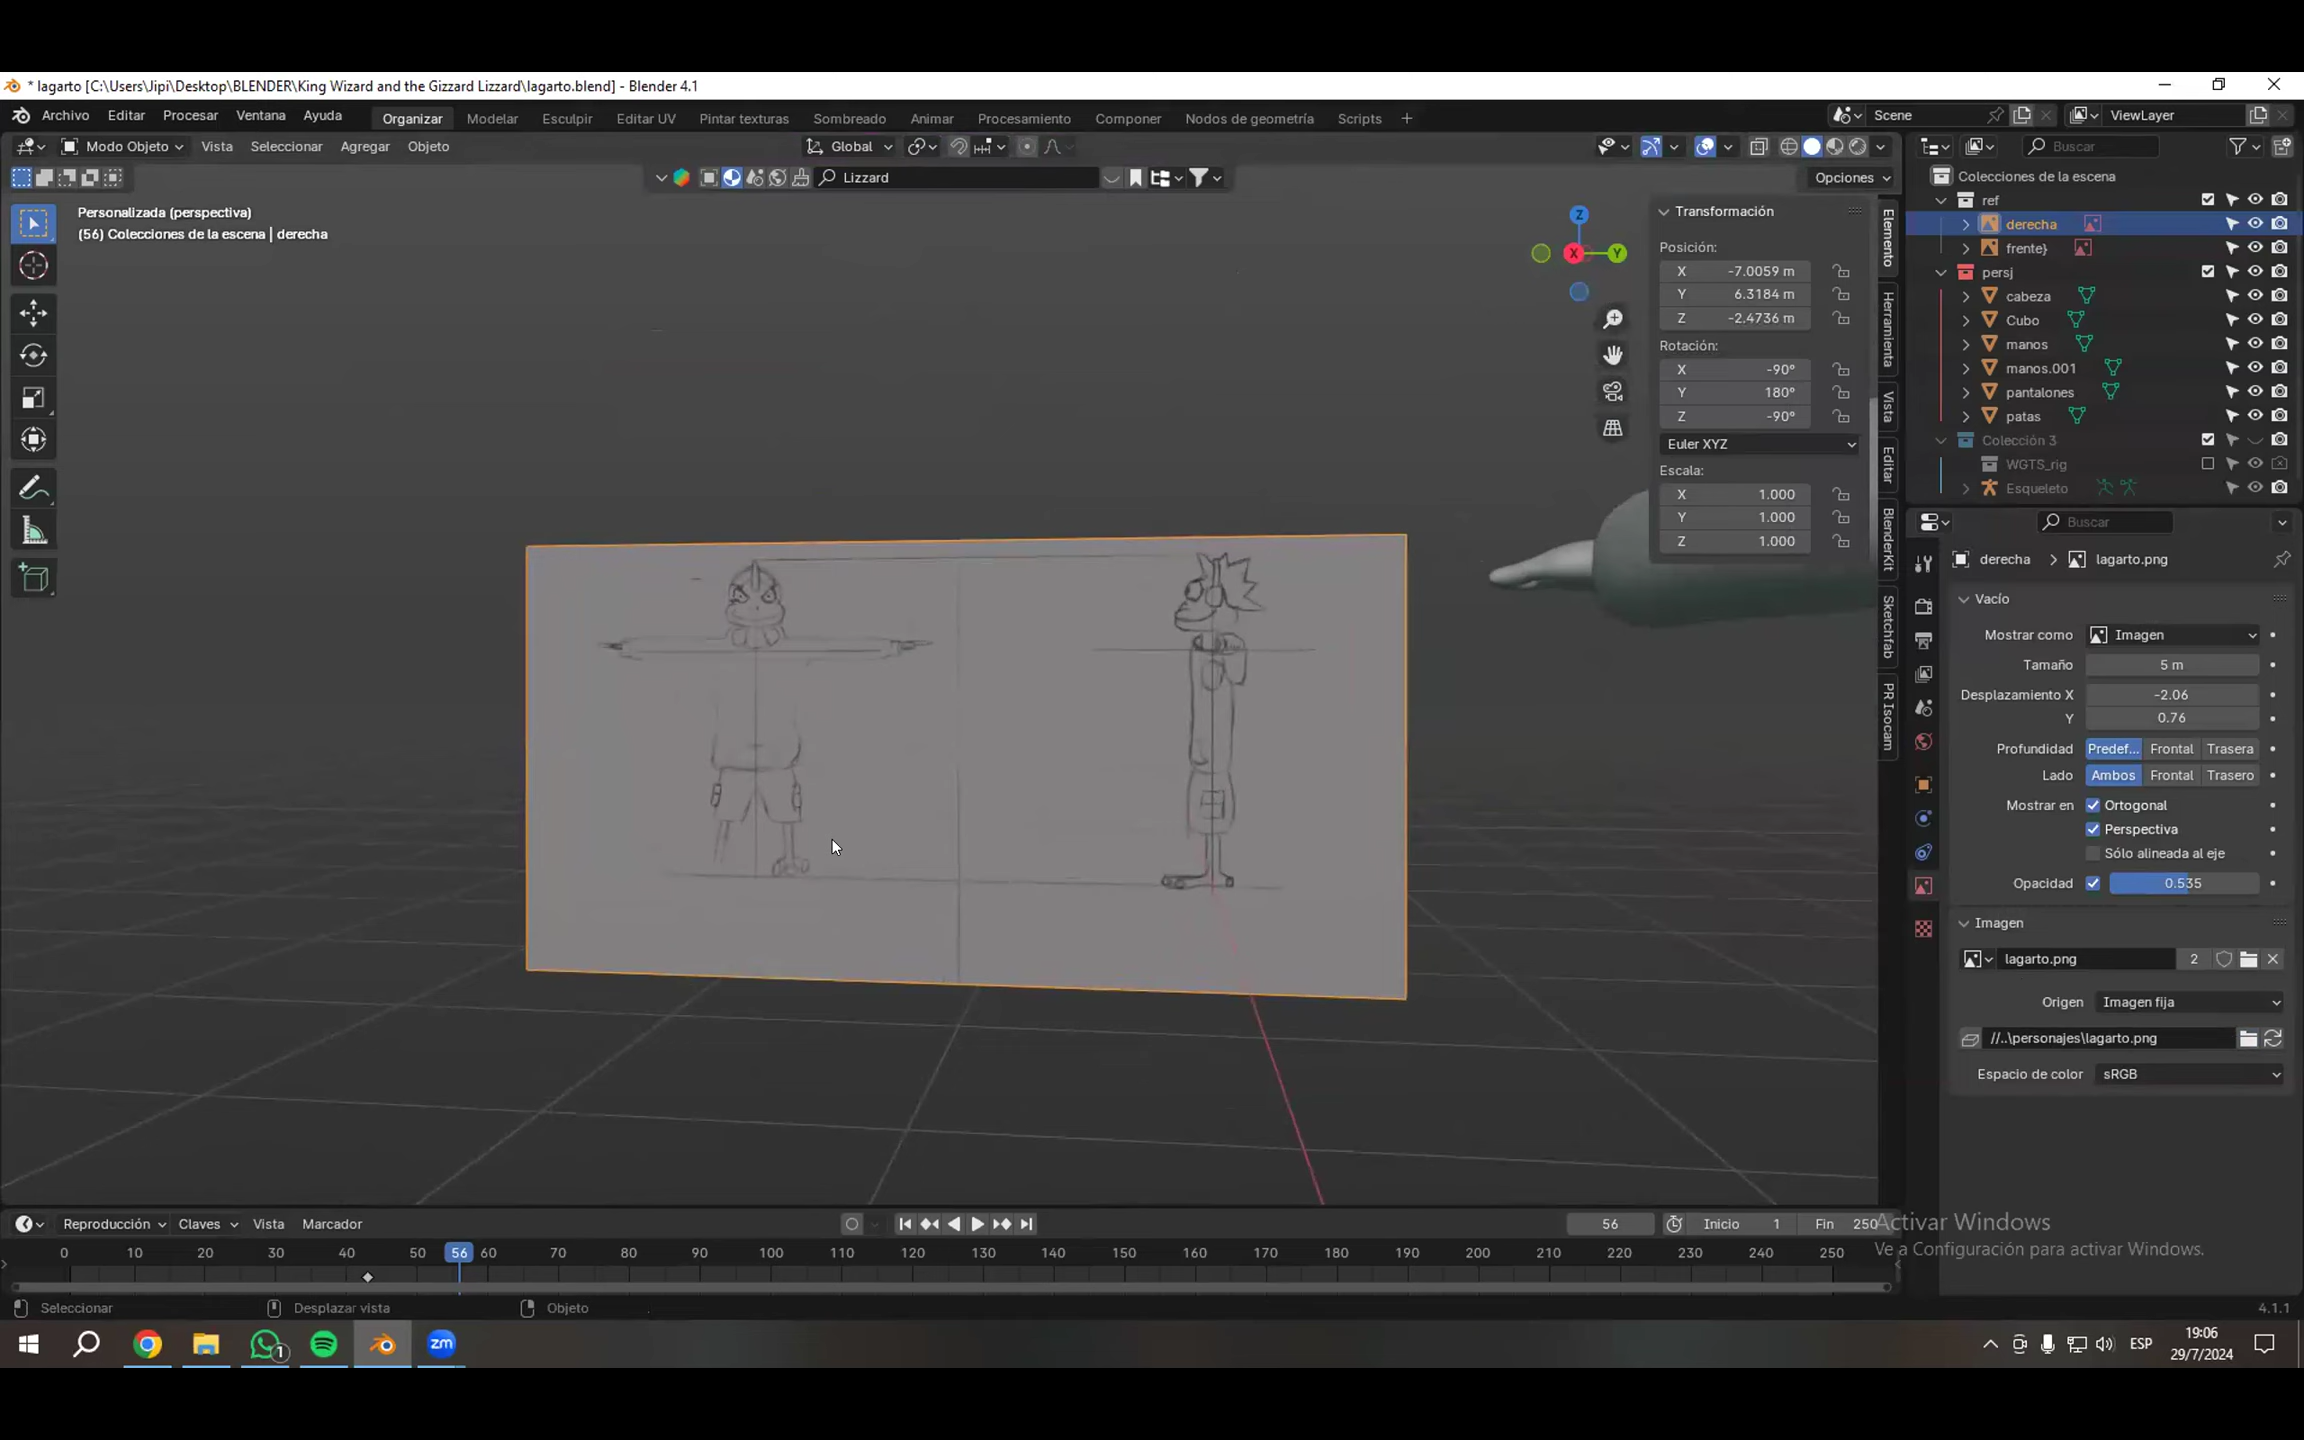 * lagarto [C:\Users\Jipi\Desktop\BLENDER\King Wizard and the Gizzard Lizzard\lagarto.blend] - Blender 4.1
Archivo Editar Procesar Ventana Ayuda Organizar Modelar Esculpir Editar UV Pintar texturas Sombreado Animar Procesamiento Componer Nodos de geometría Scripts + Scene ViewLayer
Modo Objeto Vista Seleccionar Agregar Objeto Global Buscar
Lizzard Opciones
Personalizada (perspectiva)
(56) Colecciones de la escena | derecha
Z
X
Y
Transformación
Posición:
X -7.0059 m
Y 6.3184 m
Z -2.4736 m
Rotación:
X -90°
Y 180°
Z -90°
Euler XYZ
Escala:
X 1.000
Y 1.000
Z 1.000
Elemento
Herramienta
Vista
Editar
BlenderKit
Sketchfab
PR Isocam
Colecciones de la escena
ref
derecha
frente}
persj
cabeza
Cubo
manos
manos.001
pantalones
patas
Colección 3
WGTS_rig
Esqueleto
Buscar
derecha lagarto.png
Vacío
Mostrar como Imagen
Tamaño 5 m
Desplazamiento X -2.06
Y 0.76
Profundidad Predef... Frontal Trasera
Lado Ambos Frontal Trasero
Mostrar en Ortogonal
Perspectiva
Sólo alineada al eje
Opacidad 0.535
Imagen
lagarto.png 2
Origen Imagen fija
//..\personajes\lagarto.png
Espacio de color sRGB
Activar Windows
Ve a Configuración para activar Windows.
Reproducción Claves Vista Marcador 56 Inicio 1 Fin 250
0 10 20 30 40 50 56 60 70 80 90 100 110 120 130 140 150 160 170 180 190 200 210 220 230 240 250
Seleccionar Desplazar vista Objeto 4.1.1
1 zm ESP 19:06
29/7/2024